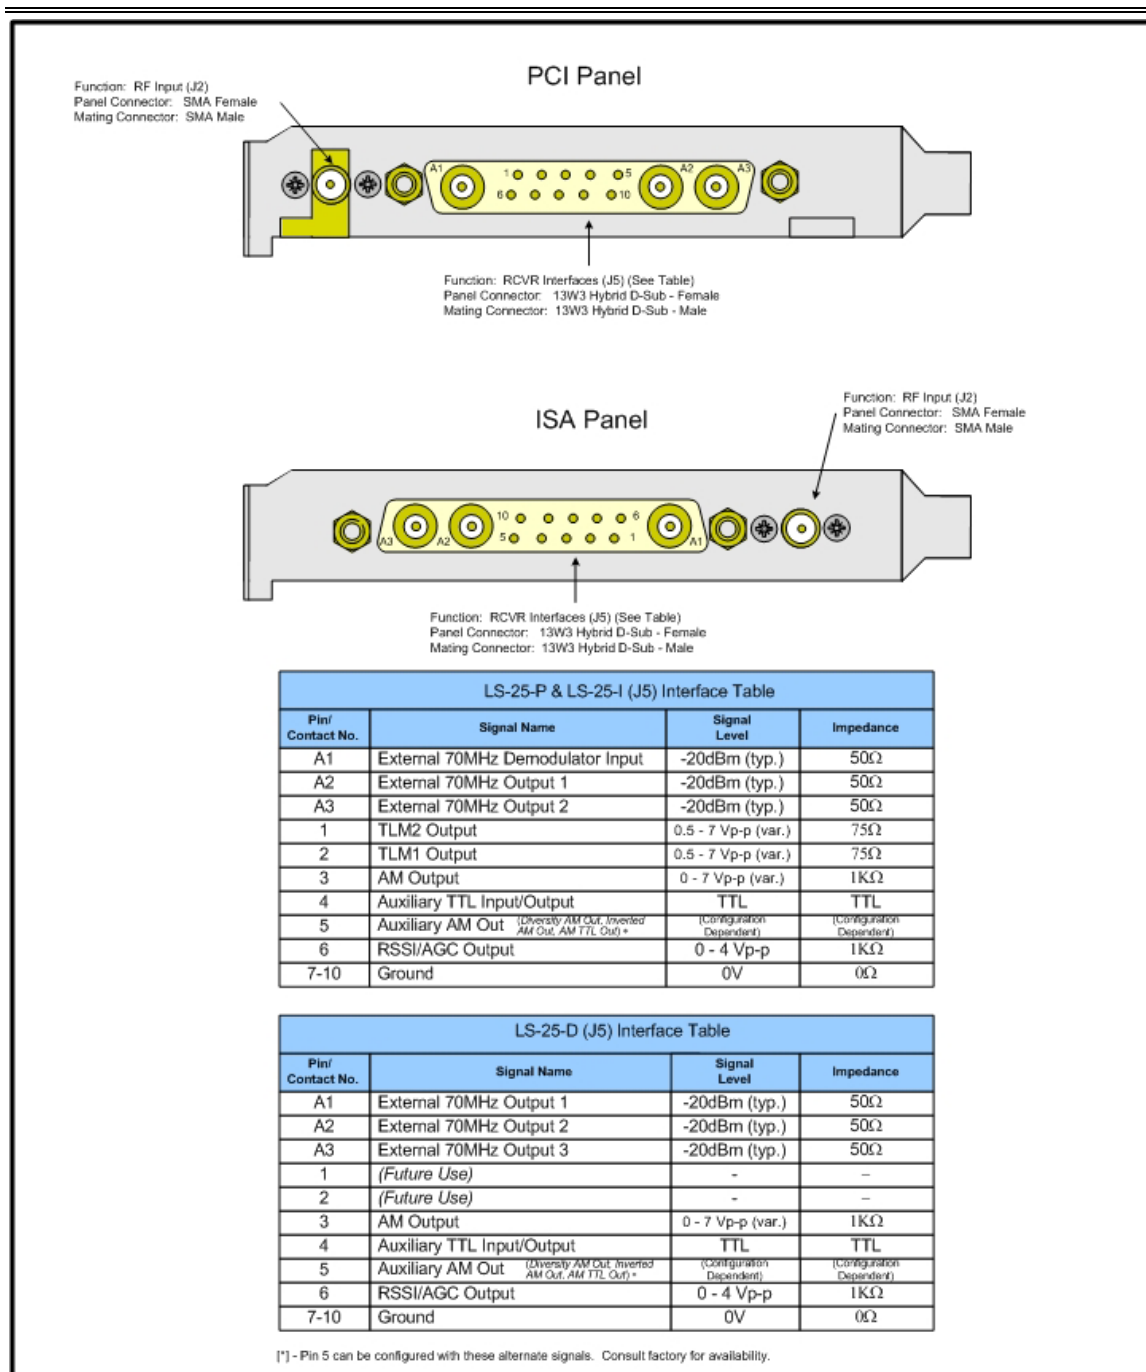 PCI Panel
Function: RF Input (J2)
Panel Connector: SMA Female
Mating Connector: SMA Male
A1 1 5 A2 A3
6 10
Function: RCVR Interfaces (J5) (See Table)
Panel Connector: 13W3 Hybrid D-Sub - Female
Mating Connector: 13W3 Hybrid D-Sub - Male
ISA Panel
Function: RF Input (J2)
Panel Connector: SMA Female
Mating Connector: SMA Male
10 6
A3 A2 5 1 A1
Function: RCVR Interfaces (J5) (See Table)
Panel Connector: 13W3 Hybrid D-Sub - Female
Mating Connector: 13W3 Hybrid D-Sub - Male
LS-25-P & LS-25-I (J5) Interface Table
Pin/ Contact No. Signal Name Signal Level Impedance
A1 External 70MHz Demodulator Input -20dBm (typ.) 50Ω
A2 External 70MHz Output 1 -20dBm (typ.) 50Ω
A3 External 70MHz Output 2 -20dBm (typ.) 50Ω
1 TLM2 Output 0.5 - 7 Vp-p (var.) 75Ω
2 TLM1 Output 0.5 - 7 Vp-p (var.) 75Ω
3 AM Output 0 - 7 Vp-p (var.) 1KΩ
4 Auxiliary TTL Input/Output TTL TTL
5 Auxiliary AM Out (Diversity AM Out, Inverted AM Out, AM TTL Out) * (Configuration Dependent) (Configuration Dependent)
6 RSSI/AGC Output 0 - 4 Vp-p 1KΩ
7-10 Ground 0V 0Ω
LS-25-D (J5) Interface Table
Pin/ Contact No. Signal Name Signal Level Impedance
A1 External 70MHz Output 1 -20dBm (typ.) 50Ω
A2 External 70MHz Output 2 -20dBm (typ.) 50Ω
A3 External 70MHz Output 3 -20dBm (typ.) 50Ω
1 (Future Use) - –
2 (Future Use) - –
3 AM Output 0 - 7 Vp-p (var.) 1KΩ
4 Auxiliary TTL Input/Output TTL TTL
5 Auxiliary AM Out (Diversity AM Out, Inverted AM Out, AM TTL Out) * (Configuration Dependent) (Configuration Dependent)
6 RSSI/AGC Output 0 - 4 Vp-p 1KΩ
7-10 Ground 0V 0Ω
[*] - Pin 5 can be configured with these alternate signals. Consult factory for availability.